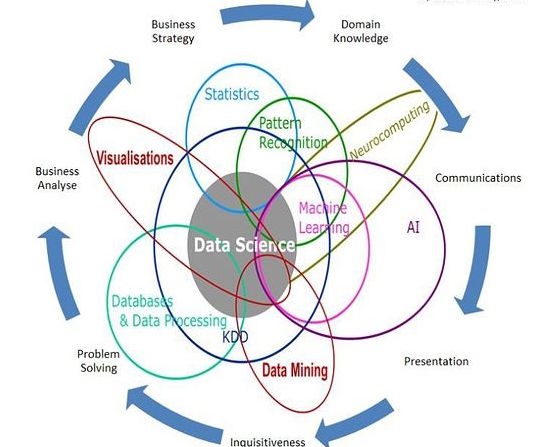 Business
Strategy
Domain
Knowledge
Statistics
Pattern
Recognition
Neurocomputing
Visualisations
Business
Analyse
Communications
Machine
Learning
AI
Data Science
Databases
& Data Processing
KDD
Problem
Solving
Data Mining
Presentation
Inquisitiveness